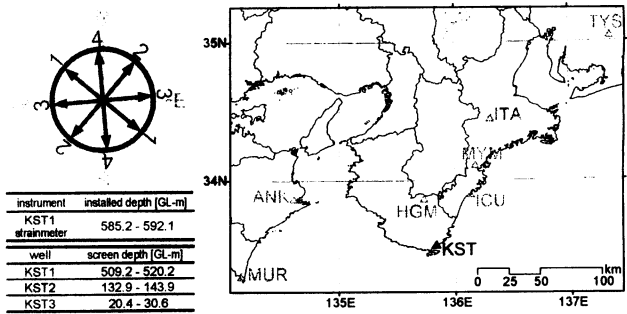 4
1
2
3
3
E
2
1
4
instrument installed depth [GL-m]
KST1 strainmeter 585.2 - 592.1
well screen depth [GL-m]
KST1 509.2 - 520.2
KST2 132.9 - 143.9
KST3 20.4 - 30.6
35N
34N
TYS
ITA
MYM
ANK
HGM
ICU
KST
MUR
km
0 25 50 100
135E 136E 137E